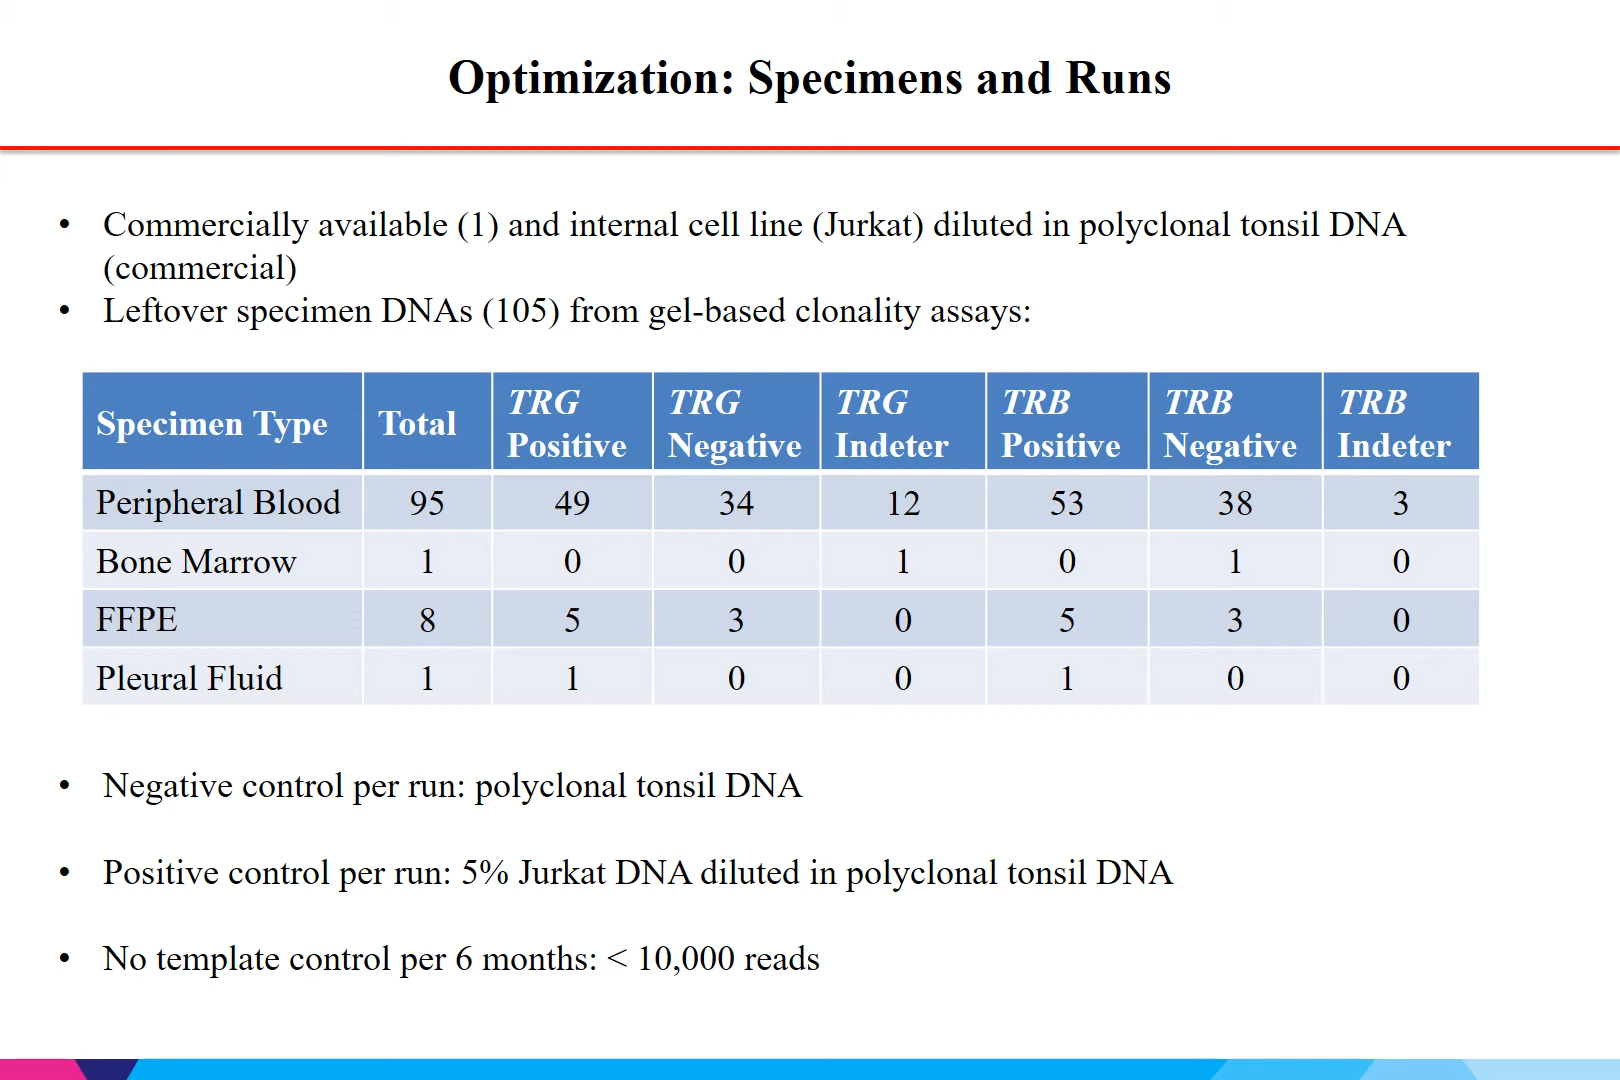 Optimization: Specimens and Runs
• Commercially available (1) and internal cell line (Jurkat) diluted in polyclonal tonsil DNA
(commercial)
• Leftover specimen DNAs (105) from gel-based clonality assays:
Specimen Type Total TRG Positive TRG Negative TRG Indeter TRB Positive TRB Negative TRB Indeter
Peripheral Blood 95 49 34 12 53 38 3
Bone Marrow 1 0 0 1 0 1 0
FFPE 8 5 3 0 5 3 0
Pleural Fluid 1 1 0 0 1 0 0
• Negative control per run: polyclonal tonsil DNA
• Positive control per run: 5% Jurkat DNA diluted in polyclonal tonsil DNA
• No template control per 6 months: < 10,000 reads